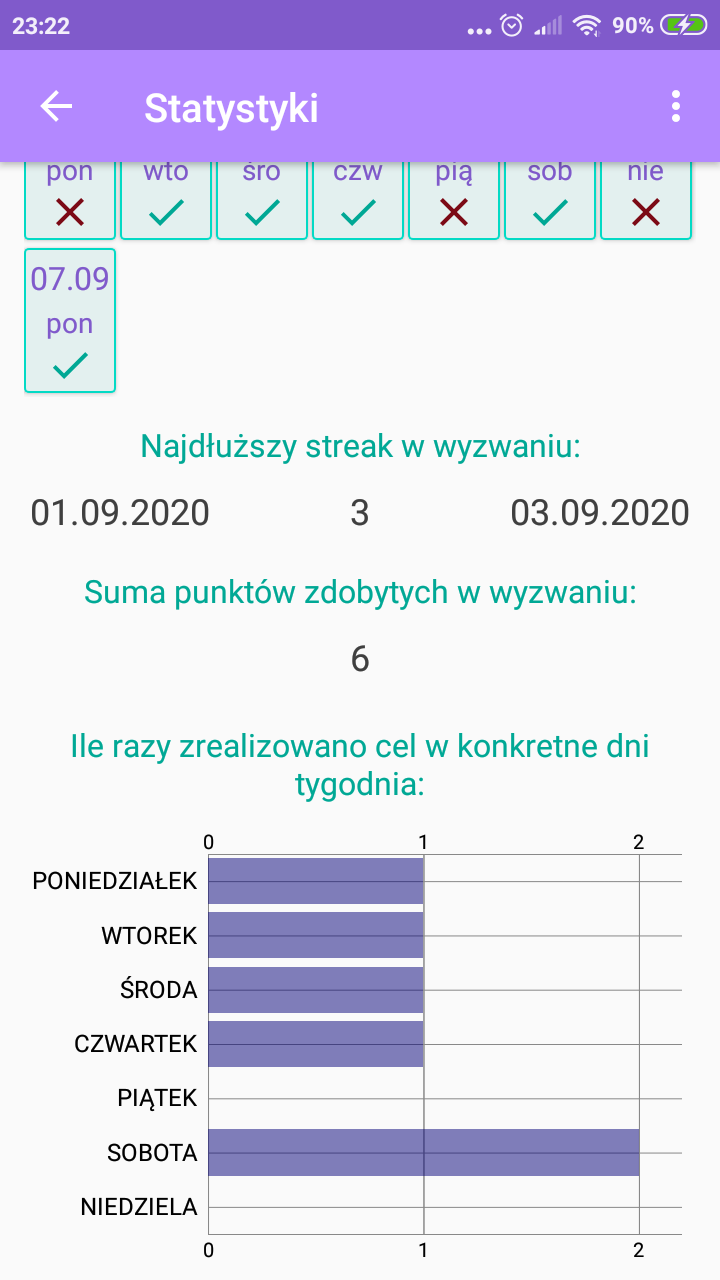 23:22 90%
Statystyki
pon wto śro czw pią sob nie
07.09
pon
Najdłuższy streak w wyzwaniu:
01.09.2020 3 03.09.2020
Suma punktów zdobytych w wyzwaniu:
6
Ile razy zrealizowano cel w konkretne dni
tygodnia:
0 1 2
PONIEDZIAŁEK
WTOREK
ŚRODA
CZWARTEK
PIĄTEK
SOBOTA
NIEDZIELA
0 1 2